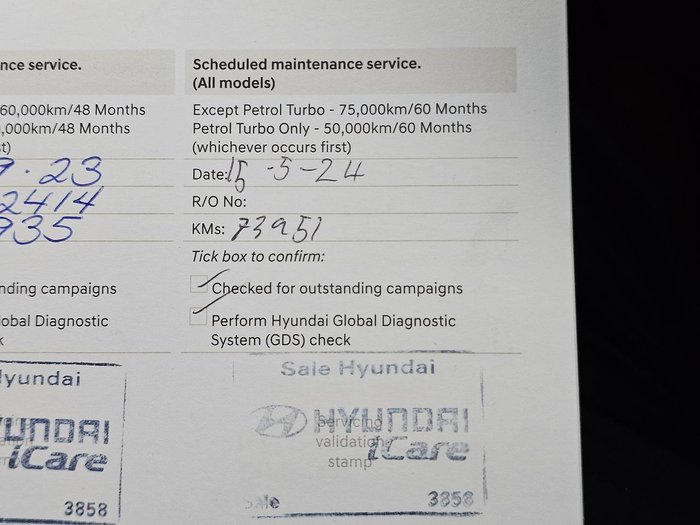 nce service.
60,000km/48 Months
,000km/48 Months
t)
9.23
2414
935
nding campaigns
obal Diagnostic
k
Hyundai
HYUNDAI
iCare
3858
Scheduled maintenance service.
(All models)
Except Petrol Turbo - 75,000km/60 Months
Petrol Turbo Only - 50,000km/60 Months
(whichever occurs first)
Date: 15-5-24
R/O No:
KMs: 73951
Tick box to confirm:
Checked for outstanding campaigns
Perform Hyundai Global Diagnostic
System (GDS) check
Sale Hyundai
HYUNDAI
servicing
validation
iCare
stamp
Sale 3858